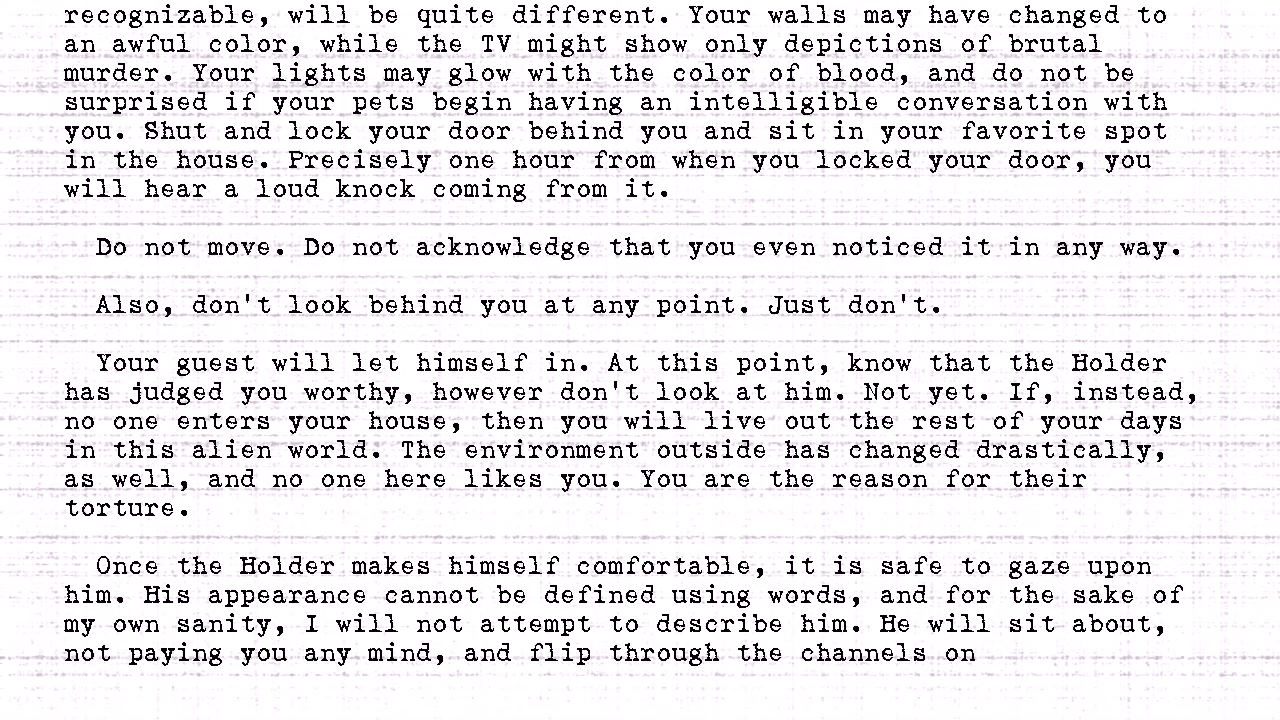 recognizable, will be quite different. Your walls may have changed to
an awful color, while the TV might show only depictions of brutal
murder. Your lights may glow with the color of blood, and do not be
surprised if your pets begin having an intelligible conversation with
you. Shut and lock your door behind you and sit in your favorite spot
in the house. Precisely one hour from when you locked your door, you
will hear a loud knock coming from it.
Do not move. Do not acknowledge that you even noticed it in any way.
Also, don't look behind you at any point. Just don't.
Your guest will let himself in. At this point, know that the Holder
has judged you worthy, however don't look at him. Not yet. If, instead,
no one enters your house, then you will live out the rest of your days
in this alien world. The environment outside has changed drastically,
as well, and no one here likes you. You are the reason for their
torture.
Once the Holder makes himself comfortable, it is safe to gaze upon
him. His appearance cannot be defined using words, and for the sake of
my own sanity, I will not attempt to describe him. He will sit about,
not paying you any mind, and flip through the channels on